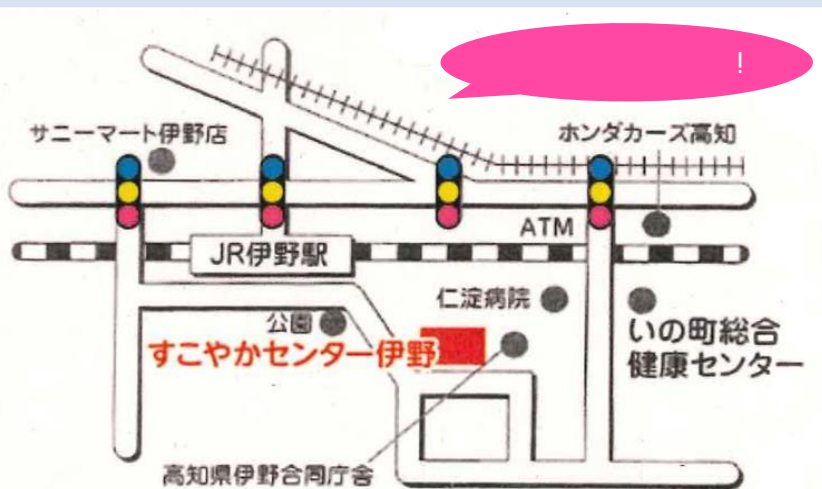 !
サニーマート伊野店
ホンダカーズ高知
ATM
JR伊野駅
仁淀病院
公園
いの町総合
健康センター
すこやかセンター伊野
高知県伊野合同庁舎